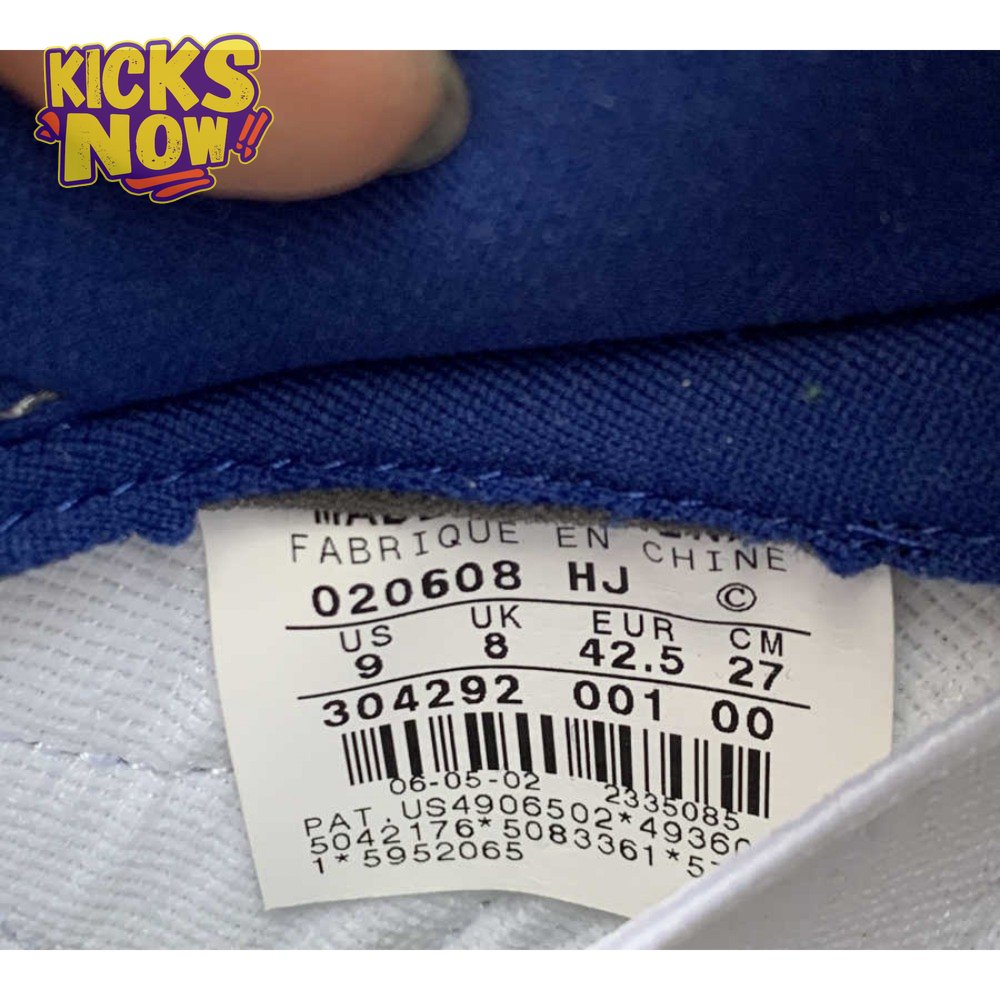 KICKS
NOW!!
FABRIQUE EN CHINE
020608 HJ ©
US UK EUR CM
9 8 42.5 27
304292 001 00
06-05-02 2335085
PAT.US4906502*4936
5042176*5083361*5
1*5952065